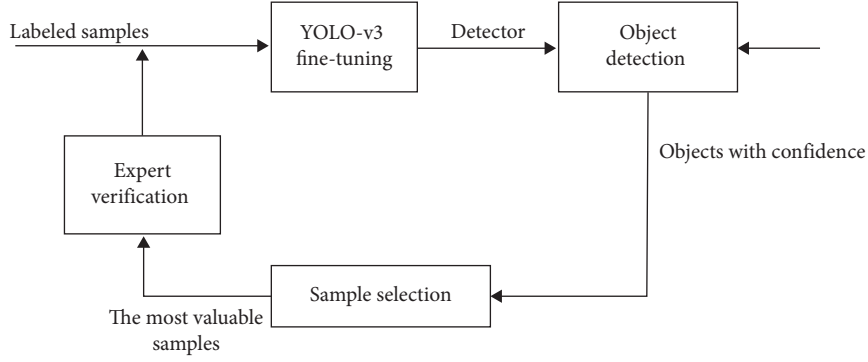 Labeled samples
YOLO-v3
fine-tuning
Detector
Object
detection
Objects with confidence
Expert
verification
Sample selection
The most valuable
samples